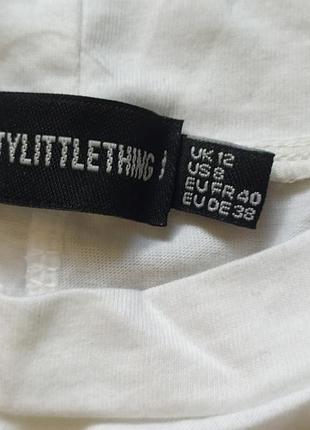 TYLITTLETHING
UK 12
US 8
EU FR 40
EU DE 38